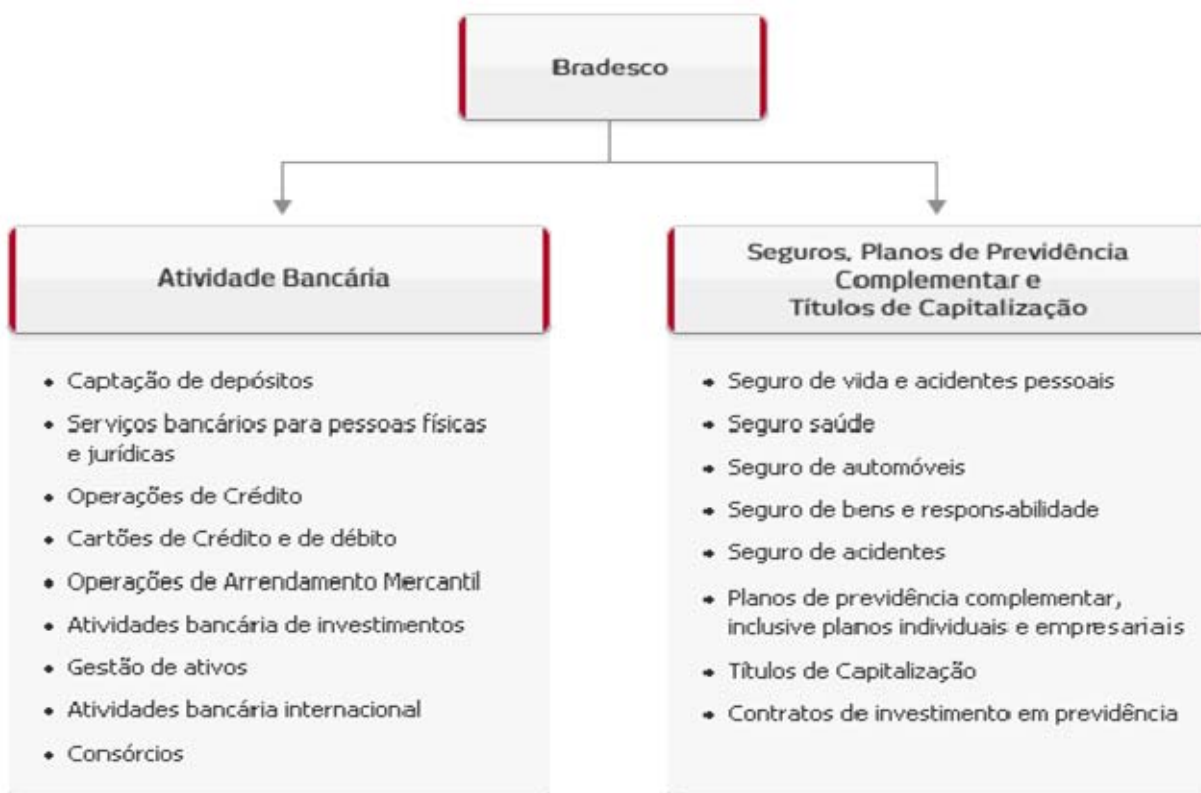 Bradesco
Atividade Bancária
• Captação de depósitos
• Serviços bancários para pessoas físicas
e jurídicas
• Operações de Crédito
• Cartões de Crédito e de débito
• Operações de Arrendamento Mercantil
• Atividades bancária de investimentos
• Gestão de ativos
• Atividades bancária internacional
• Consórcios
Seguros, Planos de Previdência
Complementar e
Títulos de Capitalização
• Seguro de viida e acidentes pessoais
• Seguro saúde
• Seguro de automóveis
• Seguro de bens e responsabilidade
• Seguro de acidentes
• Planos de previdência complementar,
inclusive planos individuais e empresariais
• Títulos de Capitalização
• Contratos de investimento em previdência